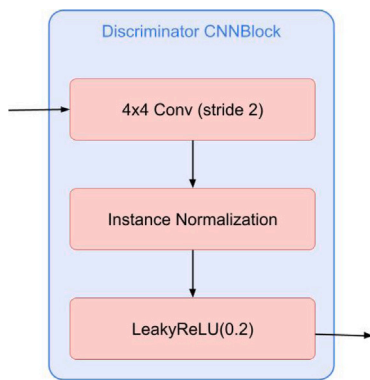 Discriminator CNNBlock
4x4 Conv (stride 2)
Instance Normalization
LeakyReLU(0.2)